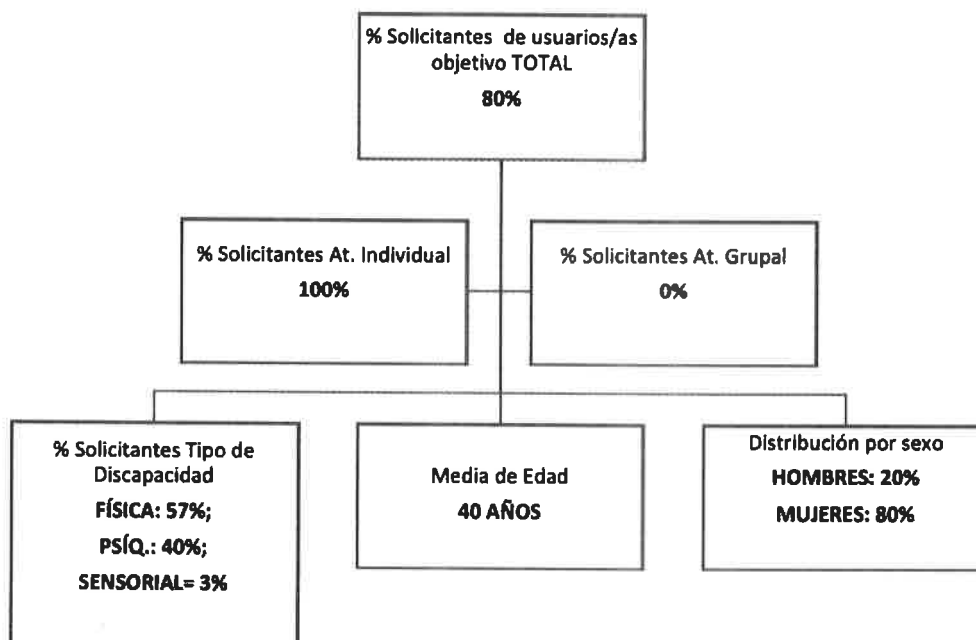 % Solicitantes de usuarios/as
objetivo TOTAL
80%
% Solicitantes At. Individual
100%
% Solicitantes At. Grupal
0%
% Solicitantes Tipo de
Discapacidad
FÍSICA: 57%;
PSÍQ.: 40%;
SENSORIAL= 3%
Media de Edad
40 AÑOS
Distribución por sexo
HOMBRES: 20%
MUJERES: 80%